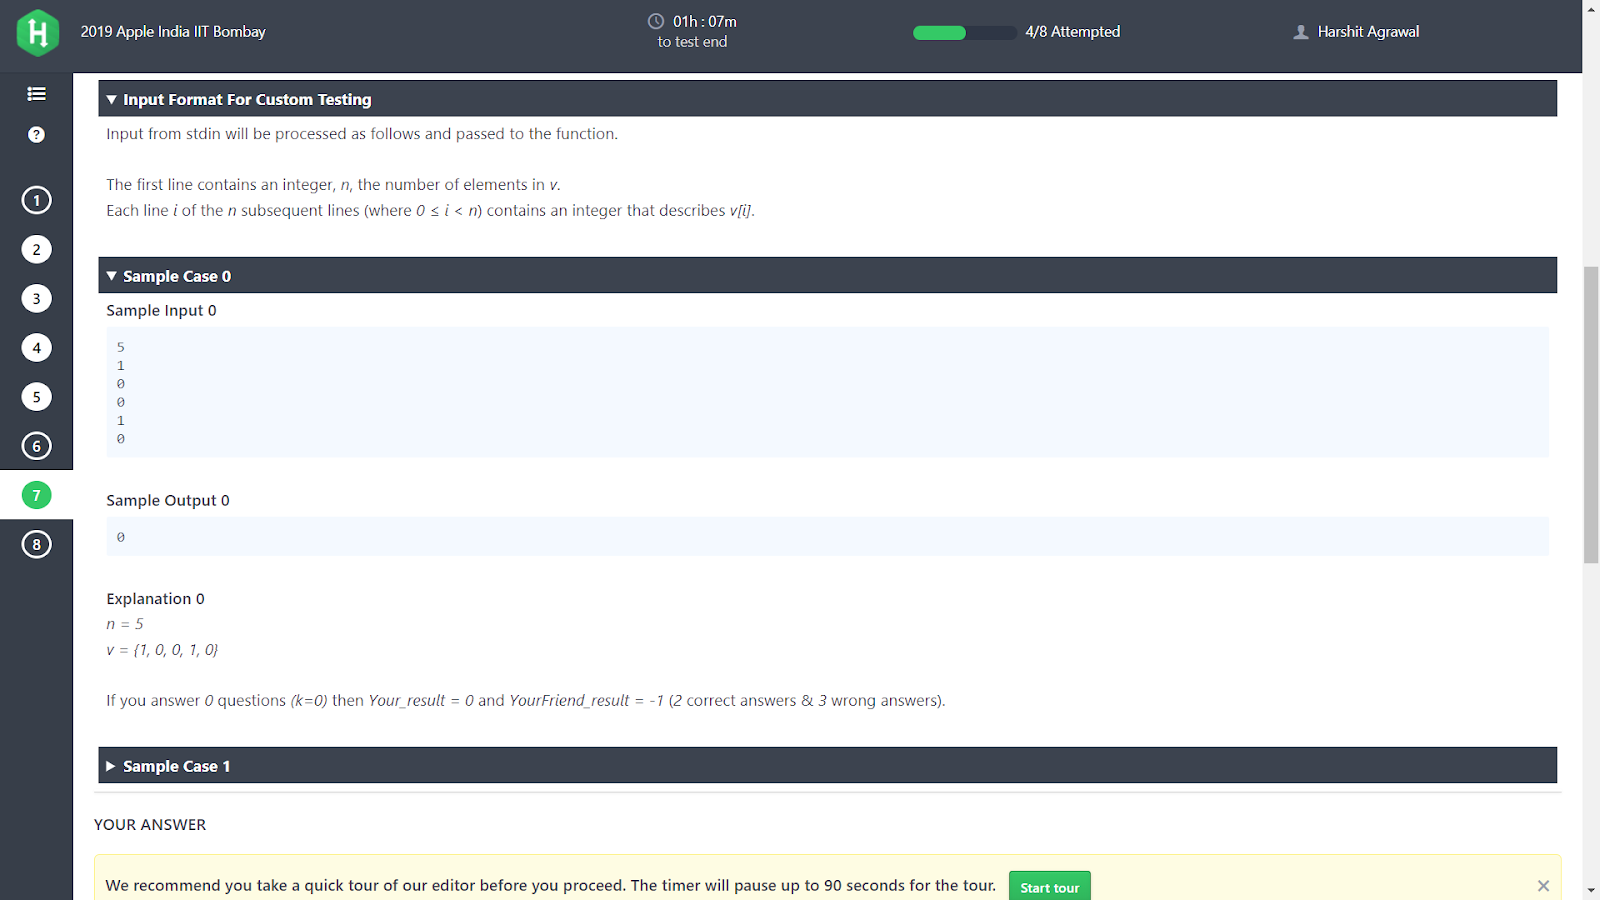 H
2019 Apple India IIT Bombay
01h : 07m
to test end
4/8 Attempted
Harshit Agrawal
?
1
2
3
4
5
6
7
8
▼ Input Format For Custom Testing
Input from stdin will be processed as follows and passed to the function.
The first line contains an integer, n, the number of elements in v.
Each line i of the n subsequent lines (where 0 ≤ i < n) contains an integer that describes v[i].
▼ Sample Case 0
Sample Input 0
5
1
0
0
1
0
Sample Output 0
0
Explanation 0
n = 5
v = {1, 0, 0, 1, 0}
If you answer 0 questions (k=0) then Your_result = 0 and YourFriend_result = -1 (2 correct answers & 3 wrong answers).
▶ Sample Case 1
YOUR ANSWER
We recommend you take a quick tour of our editor before you proceed. The timer will pause up to 90 seconds for the tour. Start tour ×